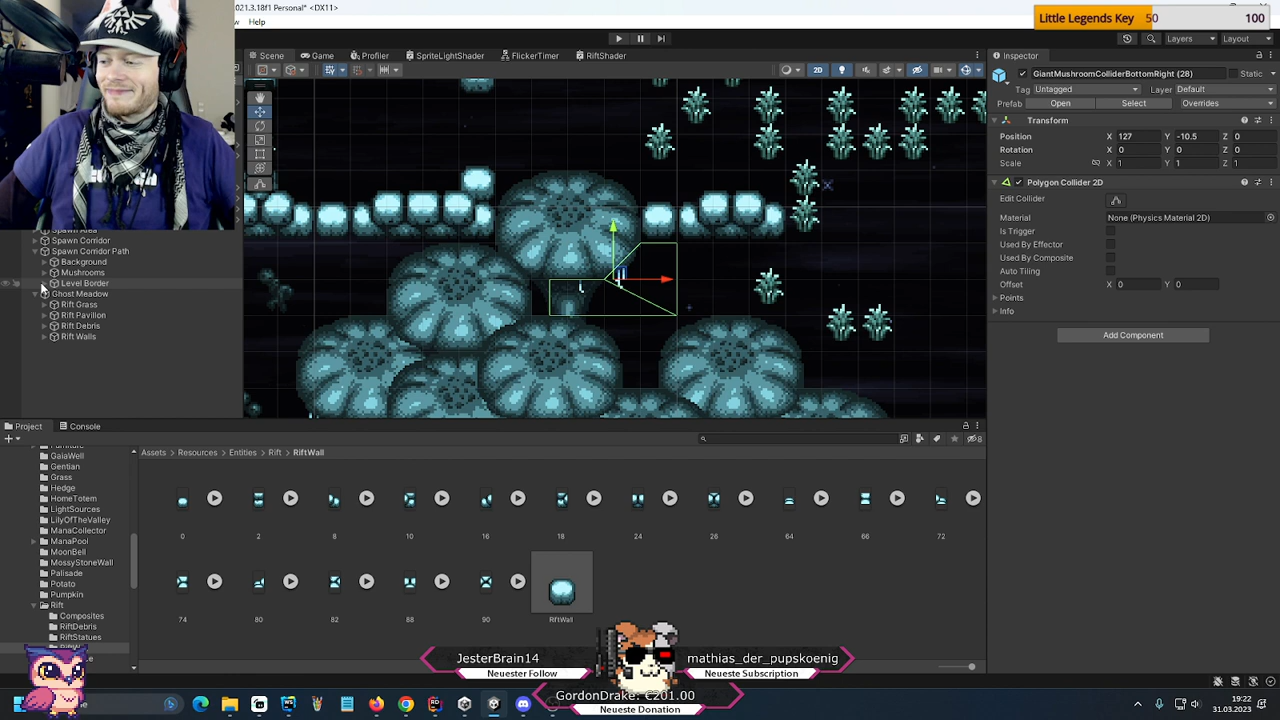 021.3.18f1 Personal* <DX11>
Help
Scene
Game
Profiler
SpriteLightShader
FlickerTimer
RiftShader
2D
Little Legends Key 50 100
Layers
Layout
Inspector
GiantMushroomColliderBottomRight (28)
Static
Tag Untagged
Layer Default
Prefab
Open
Select
Overrides
Transform
Position X 127 Y -10.5 Z 0
Rotation X 0 Y 0 Z 0
Scale X 1 Y 1 Z 1
Polygon Collider 2D
Edit Collider
Material None (Physics Material 2D)
Is Trigger
Used By Effector
Used By Composite
Auto Tiling
Offset X 0 Y 0
Points
Info
Add Component
Spawn Area
Spawn Corridor
Spawn Corridor Path
Background
Mushrooms
Level Border
Ghost Meadow
Rift Grass
Rift Pavillon
Rift Debris
Rift Walls
Project
Console
8
Assets
Resources
Entities
Rift
RiftWall
Furniture
GaiaWell
Gentian
Grass
Hedge
HomeTotem
LightSources
LilyOfTheValley
ManaCollector
ManaPool
MoonBell
MossyStoneWall
Palisade
Potato
Pumpkin
Rift
Composites
RiftDebris
RiftStatues
0 2 8 10 16 18 24 26 64 66 72
74 80 82 88 90 RiftWall
JesterBrain14
Neuester Follow
mathias_der_pupskoenig
Neueste Subscription
GordonDrake: €201.00
Neueste Donation
19:22
31.03.2023